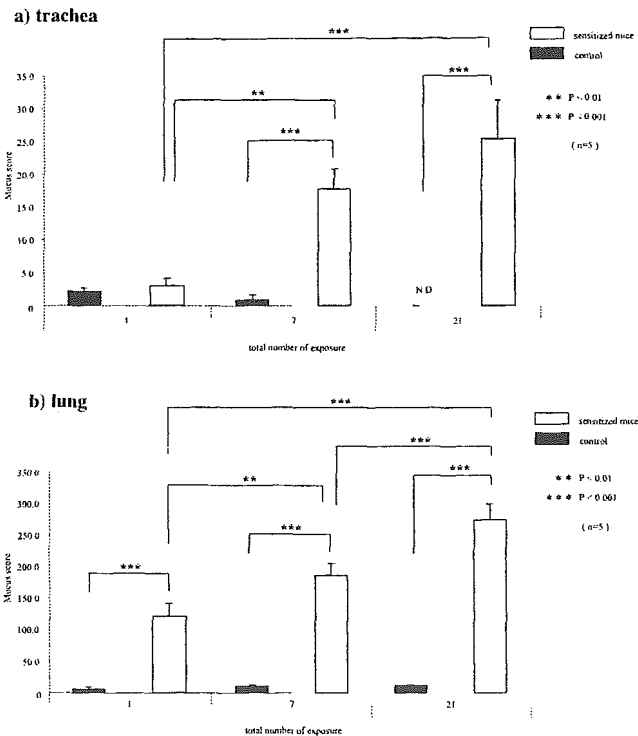 a) trachea
***
sensitized mice
control
***
**
** P < 0.01
*** P < 0.001
***
( n=5 )
35.0
30.0
25.0
20.0
15.0
10.0
5.0
0
Mucus score
N D
1
7
21
total number of exposure
b) lung
***
sensitized mice
control
***
***
**
** P < 0.01
*** P < 0.001
***
***
( n=5 )
350.0
300.0
250.0
200.0
150.0
100.0
50.0
0
Mucus score
1
7
21
total number of exposure